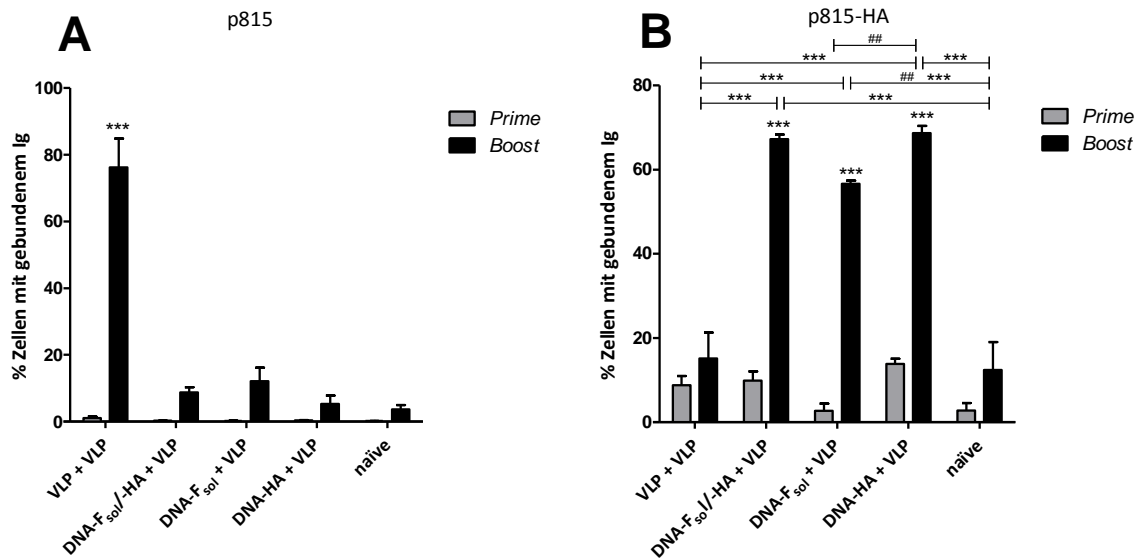 A
p815
% Zellen mit gebundenem Ig
100
80
60
40
20
0
***
Prime
Boost
VLP + VLP
DNA-Fsol/-HA + VLP
DNA-Fsol + VLP
DNA-HA + VLP
naïve
B
p815-HA
##
*** ***
*** ## ***
*** ***
% Zellen mit gebundenem Ig
80
60
40
20
0
***
***
***
Prime
Boost
VLP + VLP
DNA-Fsol/-HA + VLP
DNA-Fsol + VLP
DNA-HA + VLP
naïve